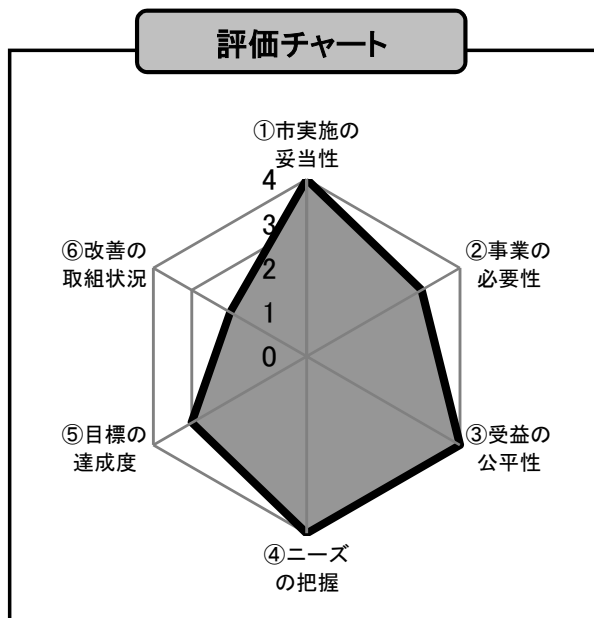 評価チャート
①市実施の
妥当性
4
3
2
1
0
②事業の
必要性
③受益の
公平性
④ニーズ
の把握
⑤目標の
達成度
⑥改善の
取組状況